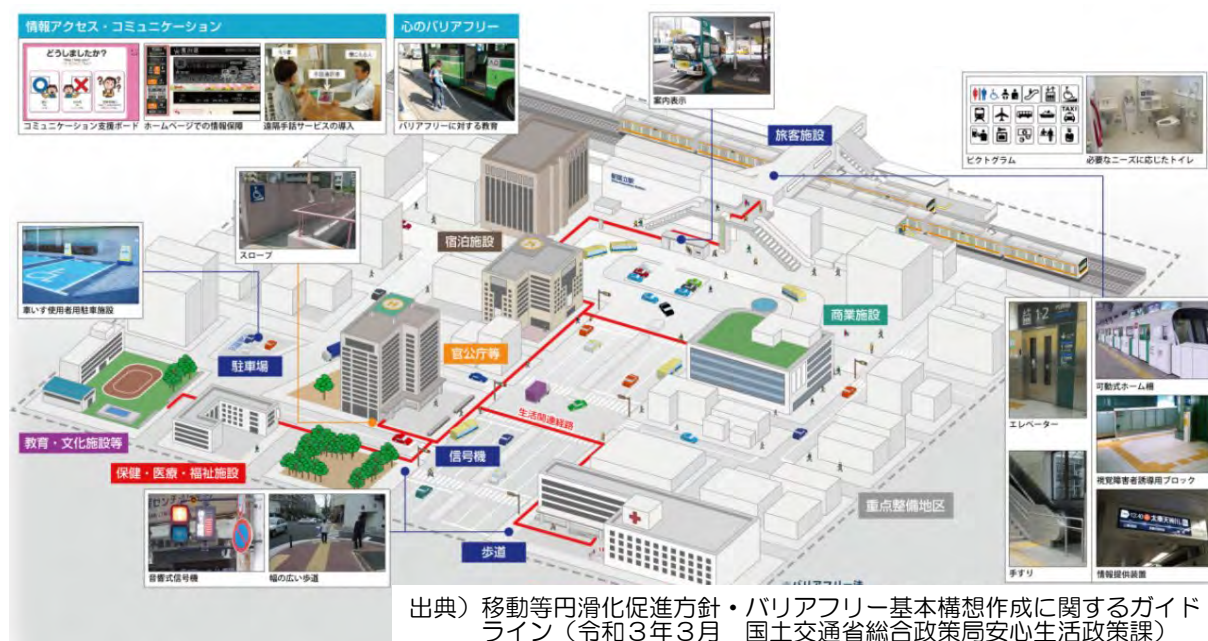 情報アクセス・コミュニケーション
心のバリアフリー
どうしましたか?
コミュニケーション支援ボード
ホームページでの情報保障
手話通訳者
遠隔手話サービスの導入
バリアフリーに対する教育
案内表示
旅客施設
TAXI
ピクトグラム
必要なニーズに応じたトイレ
スロープ
宿泊施設
車いす使用者用駐車施設
駐車場
官公庁等
商業施設
1・2
エレベーター
可動式ホーム柵
生活関連経路
教育・文化施設等
保健・医療・福祉施設
信号機
視覚障害者誘導用ブロック
重点整備地区
音響式信号機
幅の広い歩道
歩道
手すり
情報提供装置
出典)移動等円滑化促進方針・バリアフリー基本構想作成に関するガイド
ライン(令和3年3月 国土交通省総合政策局安心生活政策課)